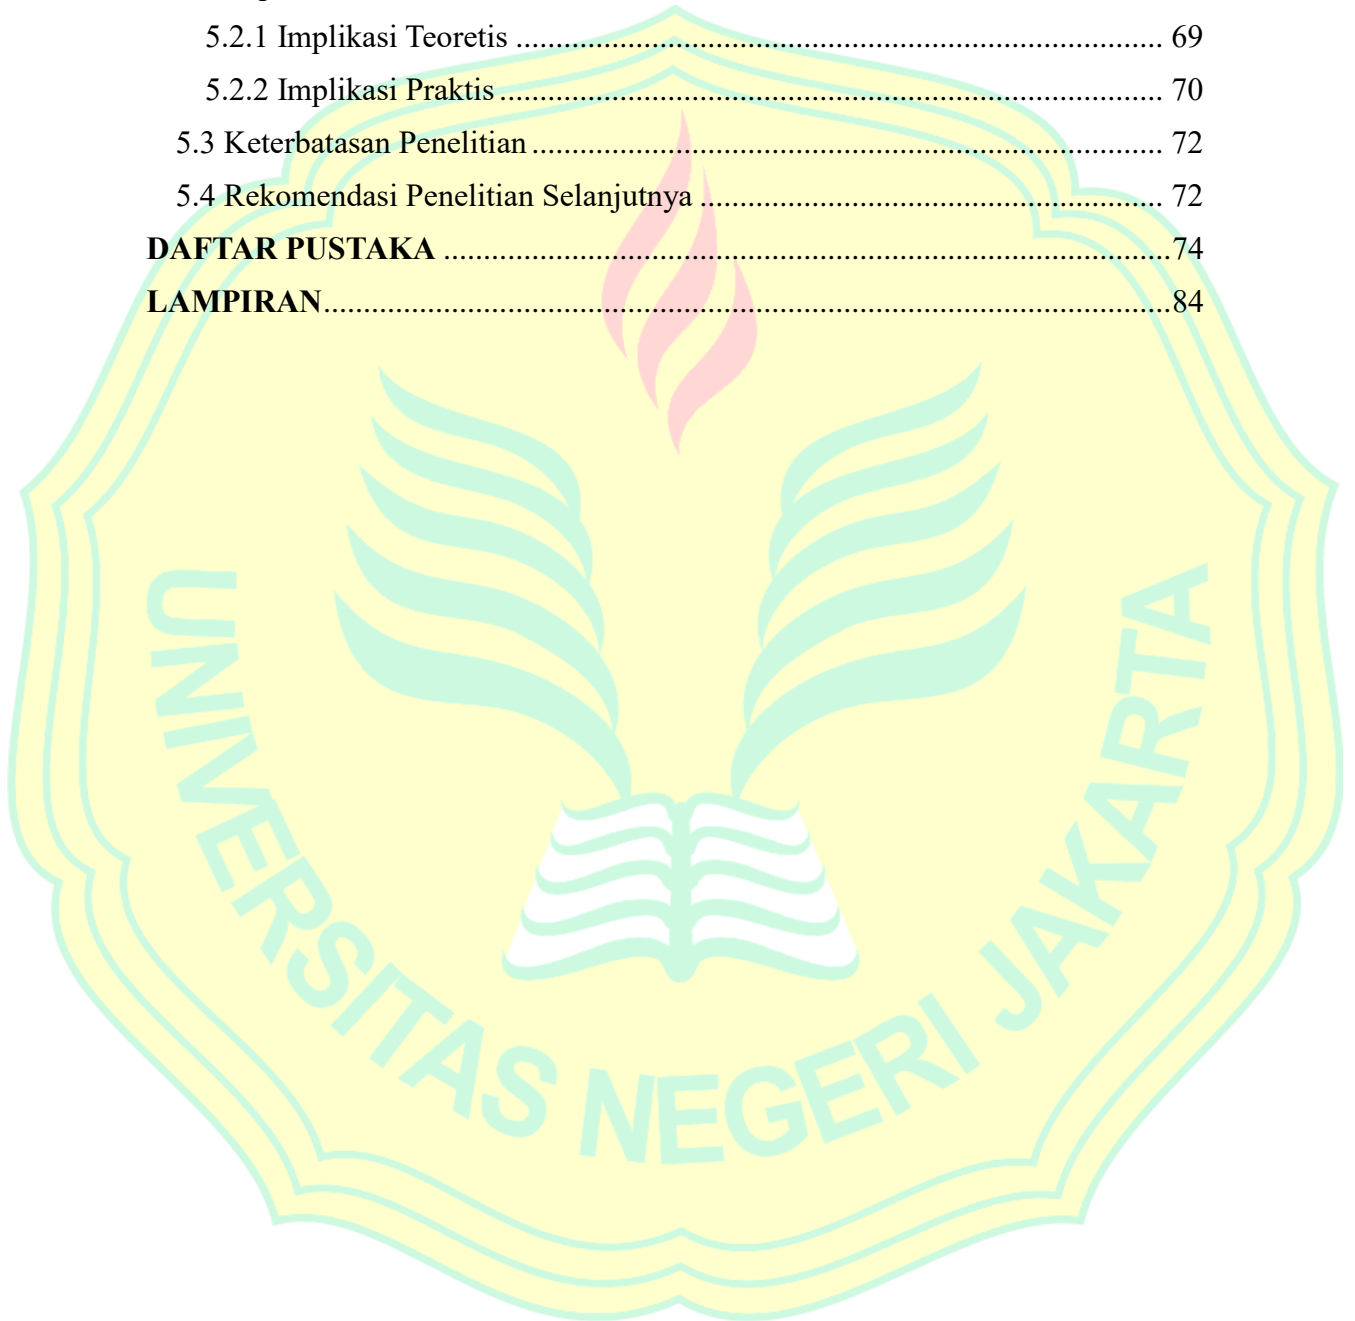 5.2.1 Implikasi Teoretis ................................................................................ 69
5.2.2 Implikasi Praktis ................................................................................. 70
5.3 Keterbatasan Penelitian ............................................................................. 72
5.4 Rekomendasi Penelitian Selanjutnya ......................................................... 72
DAFTAR PUSTAKA .........................................................................................74
LAMPIRAN........................................................................................................84
UNIVERSITAS NEGERI JAKARTA